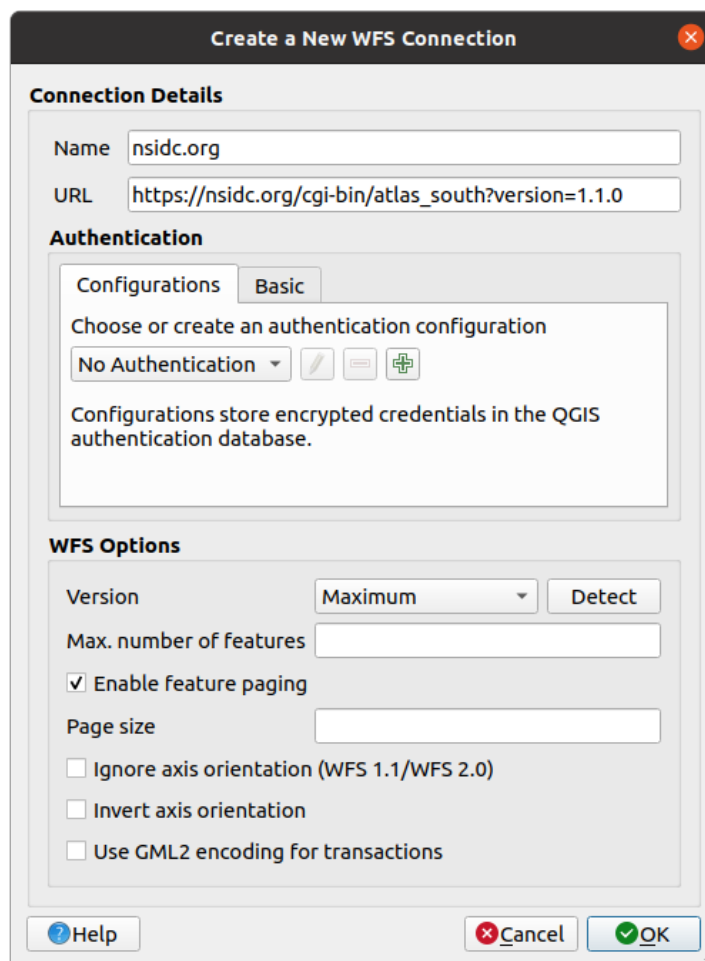 Create a New WFS Connection
Connection Details
Name nsidc.org
URL https://nsidc.org/cgi-bin/atlas_south?version=1.1.0
Authentication
Configurations Basic
Choose or create an authentication configuration
No Authentication
Configurations store encrypted credentials in the QGIS
authentication database.
WFS Options
Version Maximum Detect
Max. number of features
Enable feature paging
Page size
Ignore axis orientation (WFS 1.1/WFS 2.0)
Invert axis orientation
Use GML2 encoding for transactions
Help Cancel OK